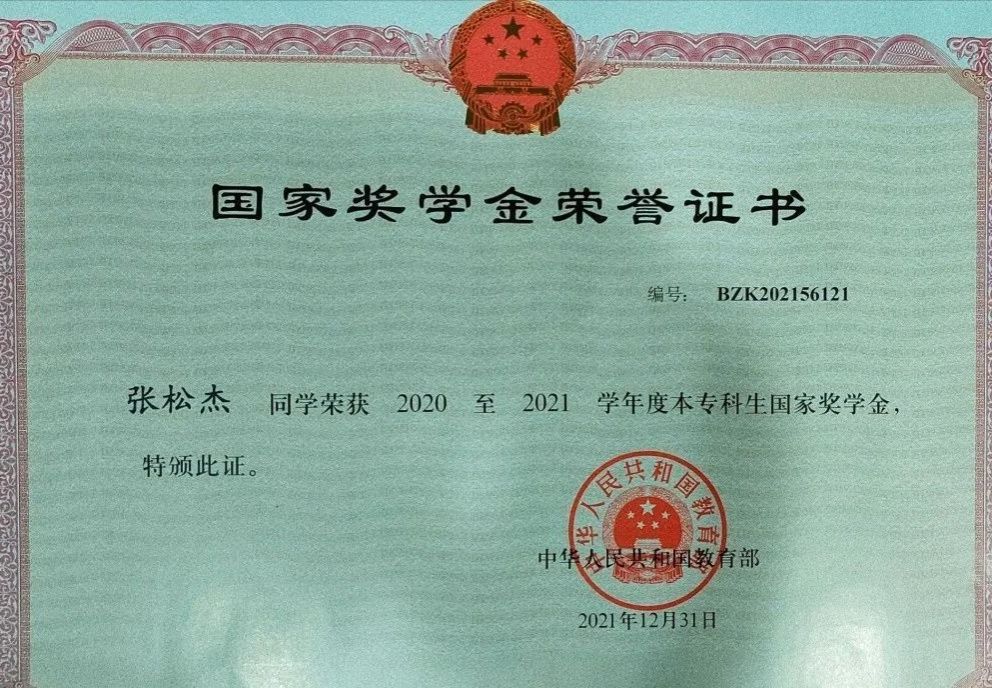 国家奖学金荣誉证书
编号： BZK202156121
张松杰 同学荣获 2020 至 2021 学年度本专科生国家奖学金，
特颁此证。
中华人民共和国教育部
中华人民共和国教育部
2021年12月31日